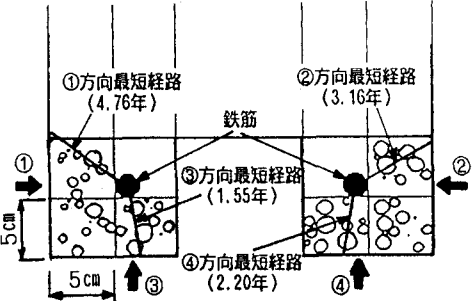 ①方向最短経路
(4.76年)
②方向最短経路
(3.16年)
鉄筋
①
③方向最短経路
(1.55年)
②
5cm
④方向最短経路
(2.20年)
5cm
③
④